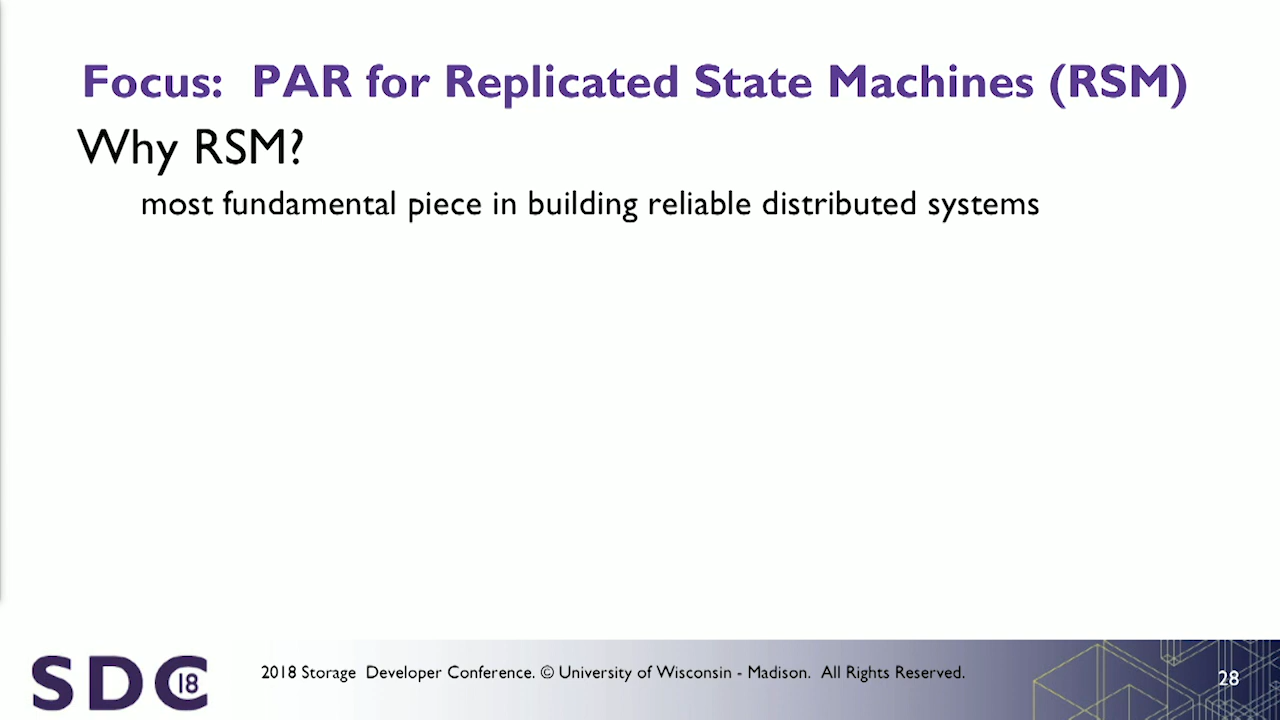 Focus: PAR for Replicated State Machines (RSM)
Why RSM?
most fundamental piece in building reliable distributed systems
SDC 18
2018 Storage Developer Conference. © University of Wisconsin - Madison. All Rights Reserved.
28